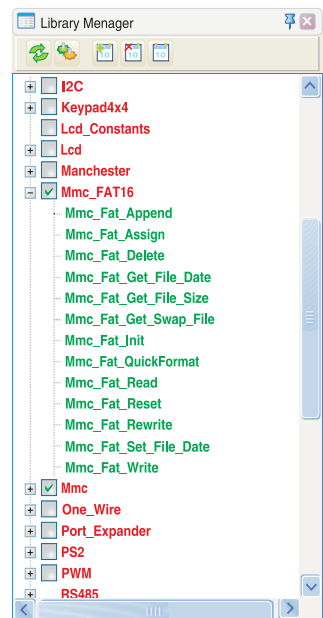 Library Menager
I2C
Keypad4x4
Lcd_Constants
Lcd
Manchester
Mmc_FAT16
Mmc_Fat_Append
Mmc_Fat_Assign
Mmc_Fat_Delete
Mmc_Fat_Get_File_Date
Mmc_Fat_Get_File_Size
Mmc_Fat_Get_Swap_File
Mmc_Fat_Init
Mmc_Fat_QuickFormat
Mmc_Fat_Read
Mmc_Fat_Reset
Mmc_Fat_Rewrite
Mmc_Fat_Set_File_Date
Mmc_Fat_Write
Mmc
One_Wire
Port_Expander
PS2
PWM
RS485